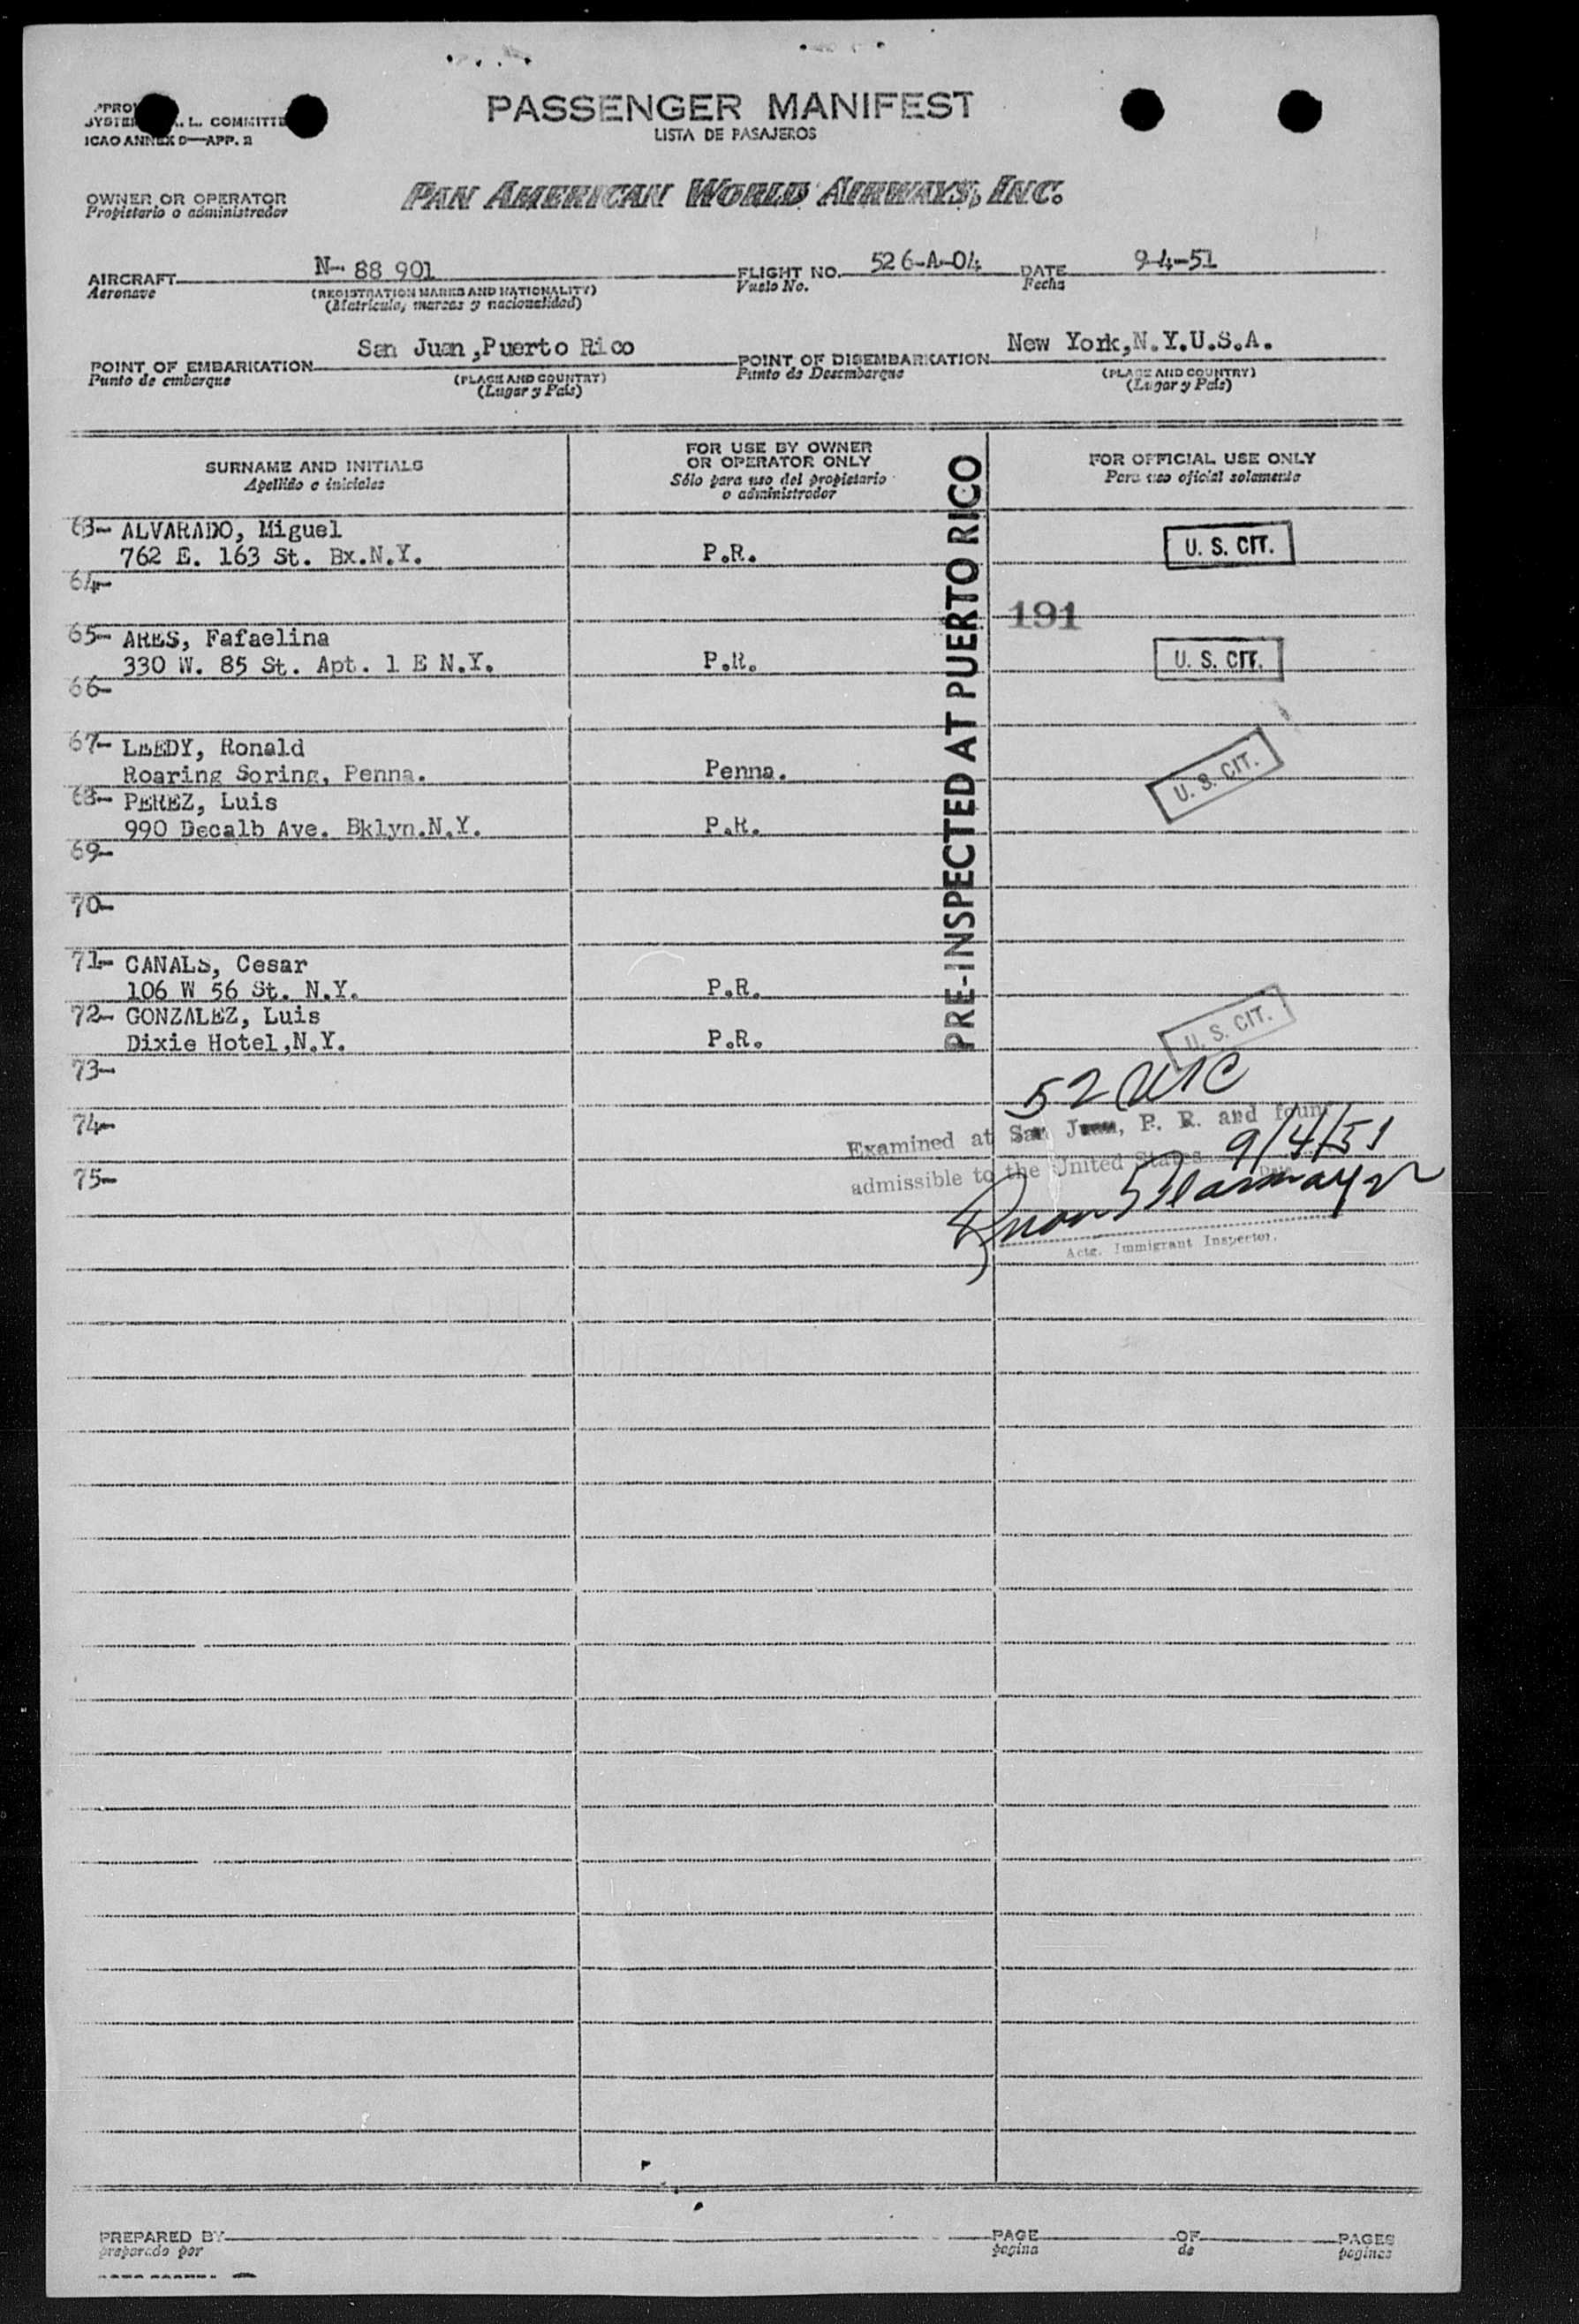 PASSENGER MANIFEST
LISTA DE PASAJEROS
L. COMMITTE
ICAO ANNEX 9—APP. 2
OWNER OR OPERATOR
Propietario o administrador
PAN AMERICAN WORLD AIRWAYS, INC.
AIRCRAFT N- 88 901 FLIGHT NO. 526-A-04 DATE 9-4-51
Aeronave (REGISTRATION MARKS AND NATIONALITY) Vuelo No. Fecha
(Matricula, marcas y nacionalidad)
POINT OF EMBARKATION San Juan,Puerto Rico POINT OF DISEMBARKATION New York,N.Y.U.S.A.
Punto de embarque (PLACE AND COUNTRY) Punto de Desembarque (PLACE AND COUNTRY)
(Lugar y País) (Lugar y País)
SURNAME AND INITIALS
Apellido e iniciales
FOR USE BY OWNER
OR OPERATOR ONLY
Sólo para uso del propietario
o administrador
FOR OFFICIAL USE ONLY
Para uso oficial solamente
PRE-INSPECTED AT PUERTO RICO
63- ALVARADO, Miguel
762 E. 163 St. Bx.N.Y. P.R. U. S. CIT.
64-
191
65- ARES, Fafaelina
330 W. 85 St. Apt. 1 E N.Y. P.R. U. S. CIT.
66-
67- LEEDY, Ronald
Roaring Soring, Penna. Penna. U. S. CIT.
68- PEREZ, Luis
990 Decalb Ave. Bklyn.N.Y. P.R.
69-
70-
71- CANALS, Cesar
106 W 56 St. N.Y. P.R.
72- GONZALEZ, Luis
Dixie Hotel,N.Y. P.R. U. S. CIT.
73-
52
74-
Examined at San Juan, P. R. and found
admissible to the United States 9/4/51
Date
75-
Actg. Immigrant Inspector.
PREPARED BY PAGE OF PAGES
preparado por pagina de paginas